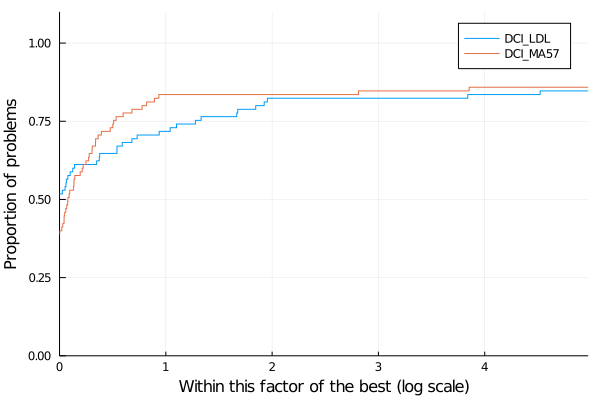 DCI_LDL
DCI_MA57
1.00
0.75
0.50
0.25
0.00
0 1 2 3 4
Proportion of problems
Within this factor of the best (log scale)